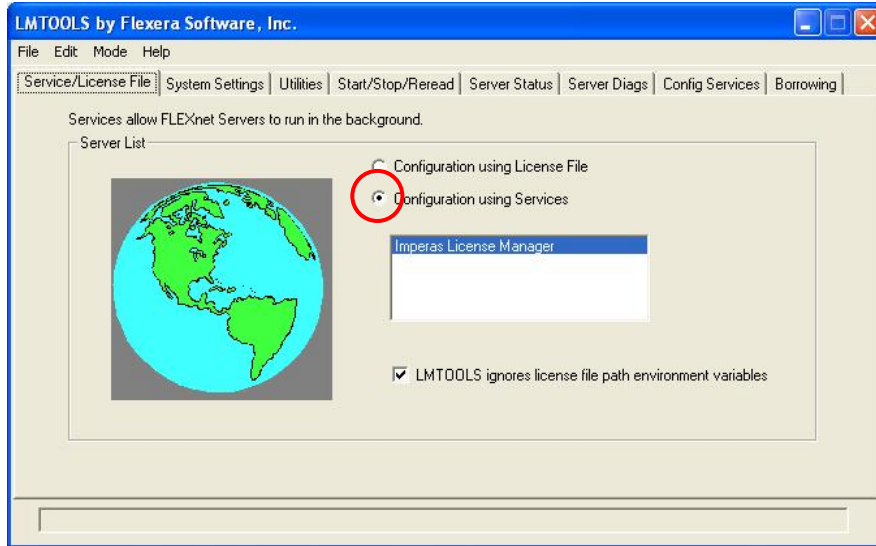 LMTOOLS by Flexera Software, Inc.
File Edit Mode Help
Service/License File System Settings Utilities Start/Stop/Reread Server Status Server Diags Config Services Borrowing
Services allow FLEXnet Servers to run in the background.
Server List
Configuration using License File
Configuration using Services
Imperas License Manager
LMTOOLS ignores license file path environment variables